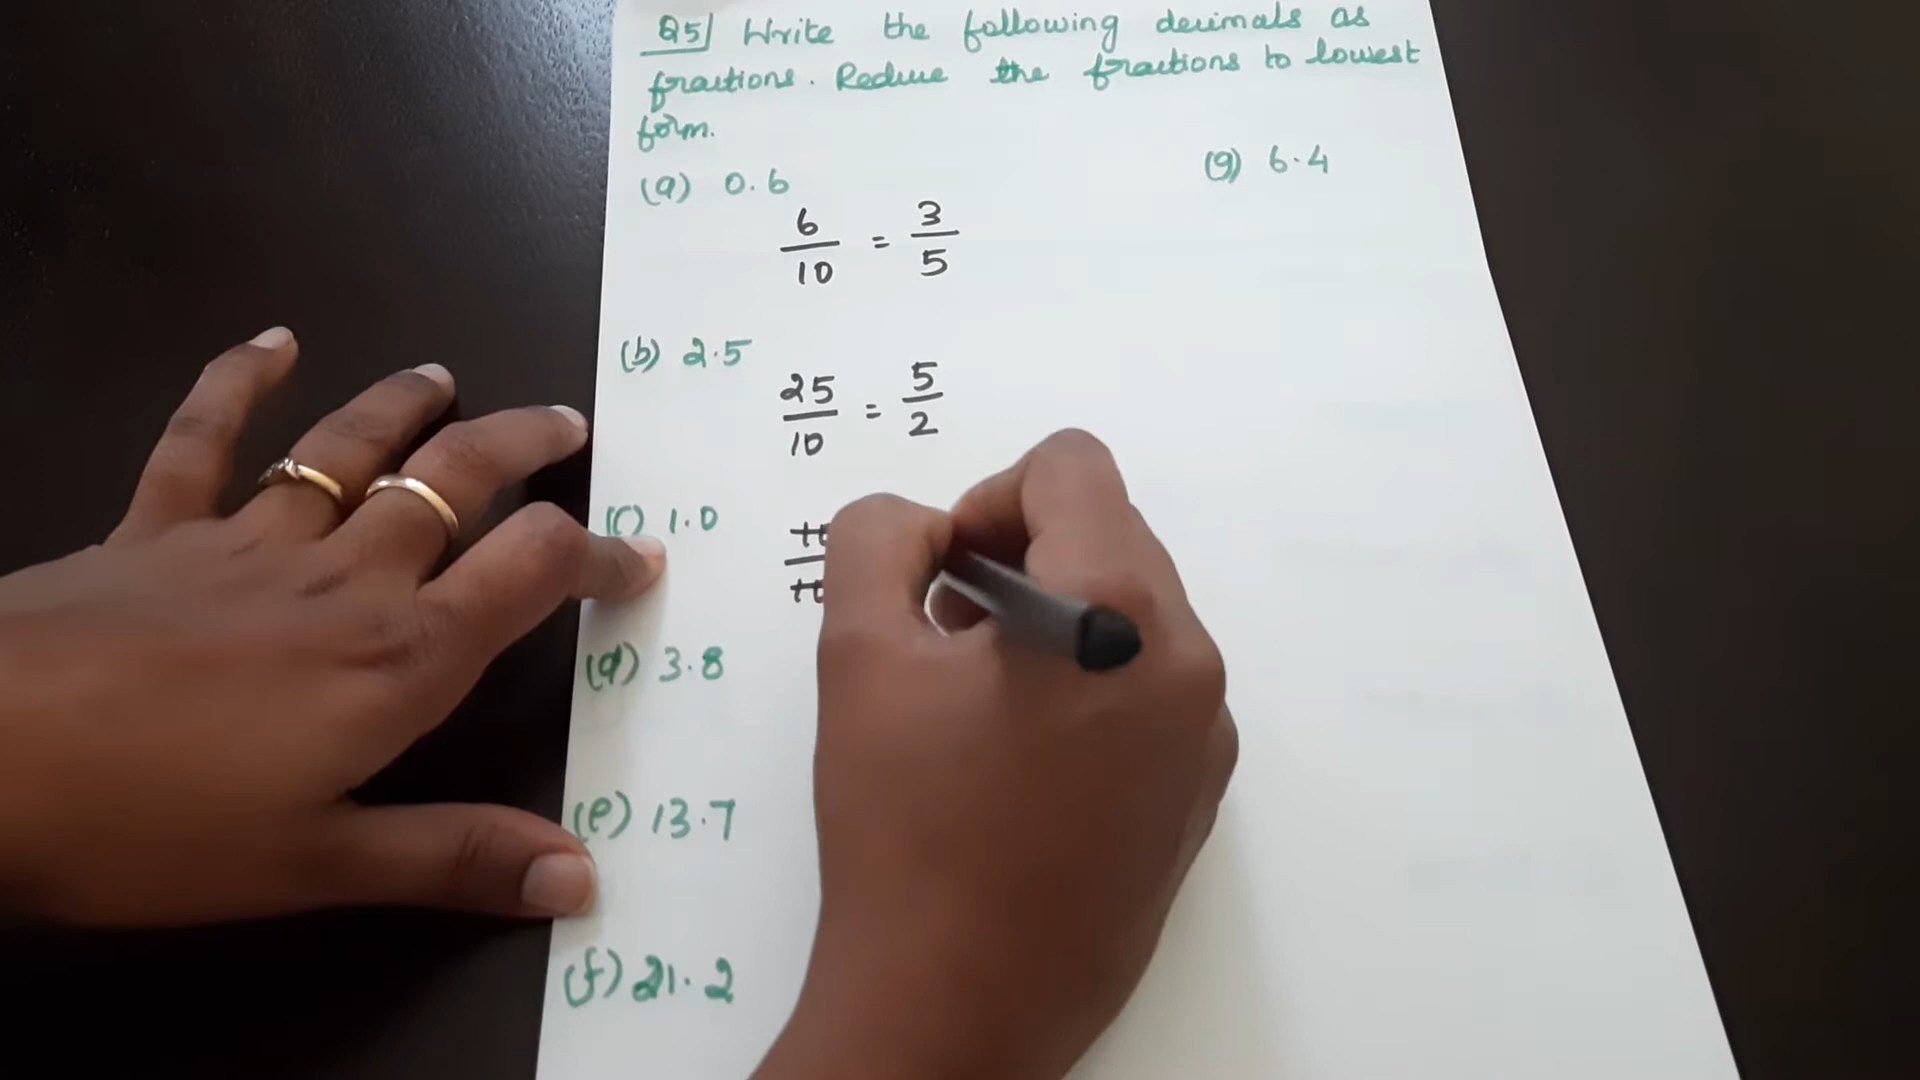 Q5 Write the following decimals as
fractions. Reduce the fractions to lowest
form.
(a) 0.6
6/10 = 3/5
(b) 2.5
25/10 = 5/2
(c) 1.0
(d) 3.8
(e) 13.7
(f) 21.2
(g) 6.4